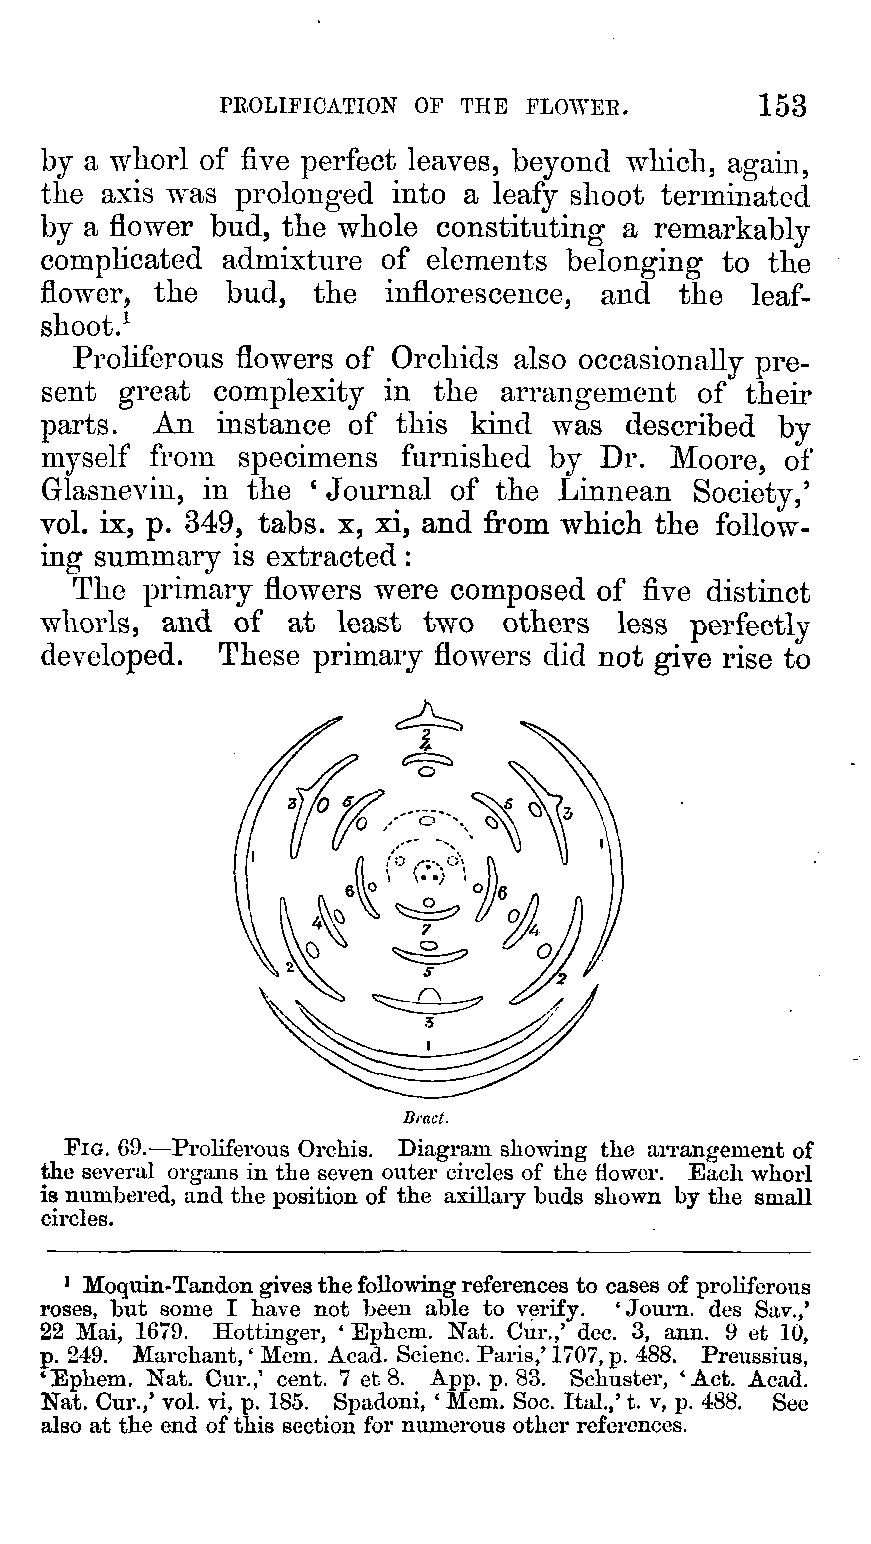 PROLIFICATION OF THE FLOWER. 153
by a whorl of five perfect leaves, beyond which, again,
the axis was prolonged into a leafy shoot terminated
by a flower bud, the whole constituting a remarkably
complicated admixture of elements belonging to the
flower, the bud, the inflorescence, and the leaf-
shoot.¹
Proliferous flowers of Orchids also occasionally pre-
sent great complexity in the arrangement of their
parts. An instance of this kind was described by
myself from specimens furnished by Dr. Moore, of
Glasnevin, in the ‘Journal of the Linnean Society,’
vol. ix, p. 349, tabs. x, xi, and from which the follow-
ing summary is extracted:
The primary flowers were composed of five distinct
whorls, and of at least two others less perfectly
developed. These primary flowers did not give rise to
2
4
3 5 5 3
1 1
6 6
4 7 4
2 5 2
3
1
Bract.
FIG. 69.—Proliferous Orchis. Diagram showing the arrangement of
the several organs in the seven outer circles of the flower. Each whorl
is numbered, and the position of the axillary buds shown by the small
circles.
¹ Moquin-Tandon gives the following references to cases of proliferous
roses, but some I have not been able to verify. ‘Journ. des Sav.,’
22 Mai, 1679. Hottinger, ‘Ephem. Nat. Cur.,’ dec. 3, ann. 9 et 10,
p. 249. Marchant, ‘Mem. Acad. Scienc. Paris,’ 1707, p. 488. Preussius,
‘Ephem. Nat. Cur.,’ cent. 7 et 8. App. p. 83. Schuster, ‘Act. Acad.
Nat. Cur.,’ vol. vi, p. 185. Spadoni, ‘Mem. Soc. Ital.,’ t. v, p. 488. See
also at the end of this section for numerous other references.